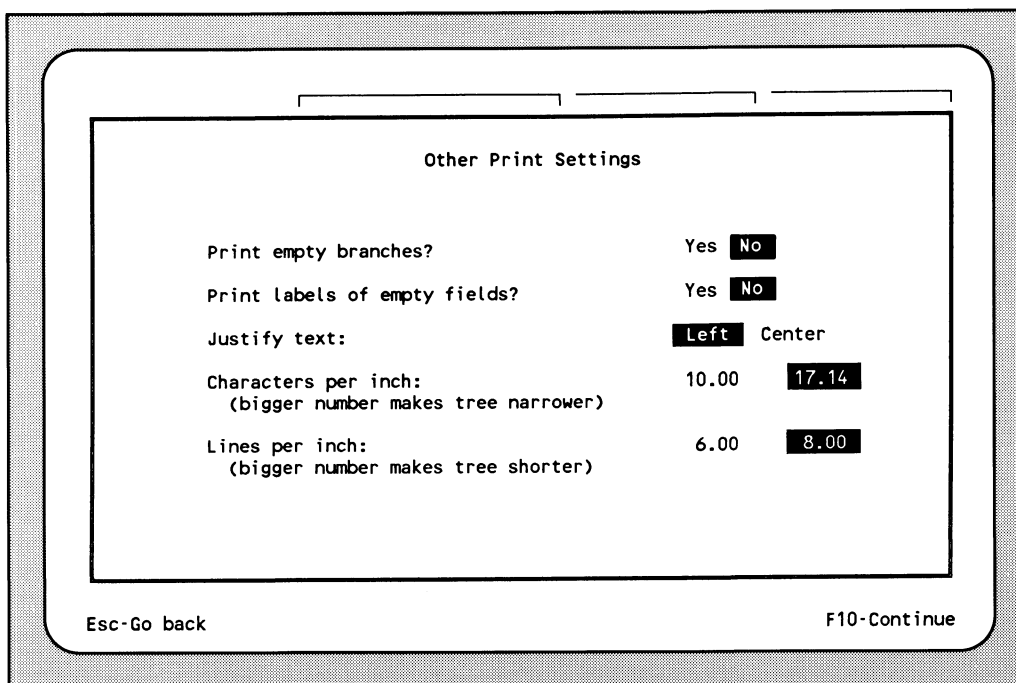 Other Print Settings
Print empty branches? Yes No
Print labels of empty fields? Yes No
Justify text: Left Center
Characters per inch: 10.00 17.14
(bigger number makes tree narrower)
Lines per inch: 6.00 8.00
(bigger number makes tree shorter)
Esc-Go back F10-Continue